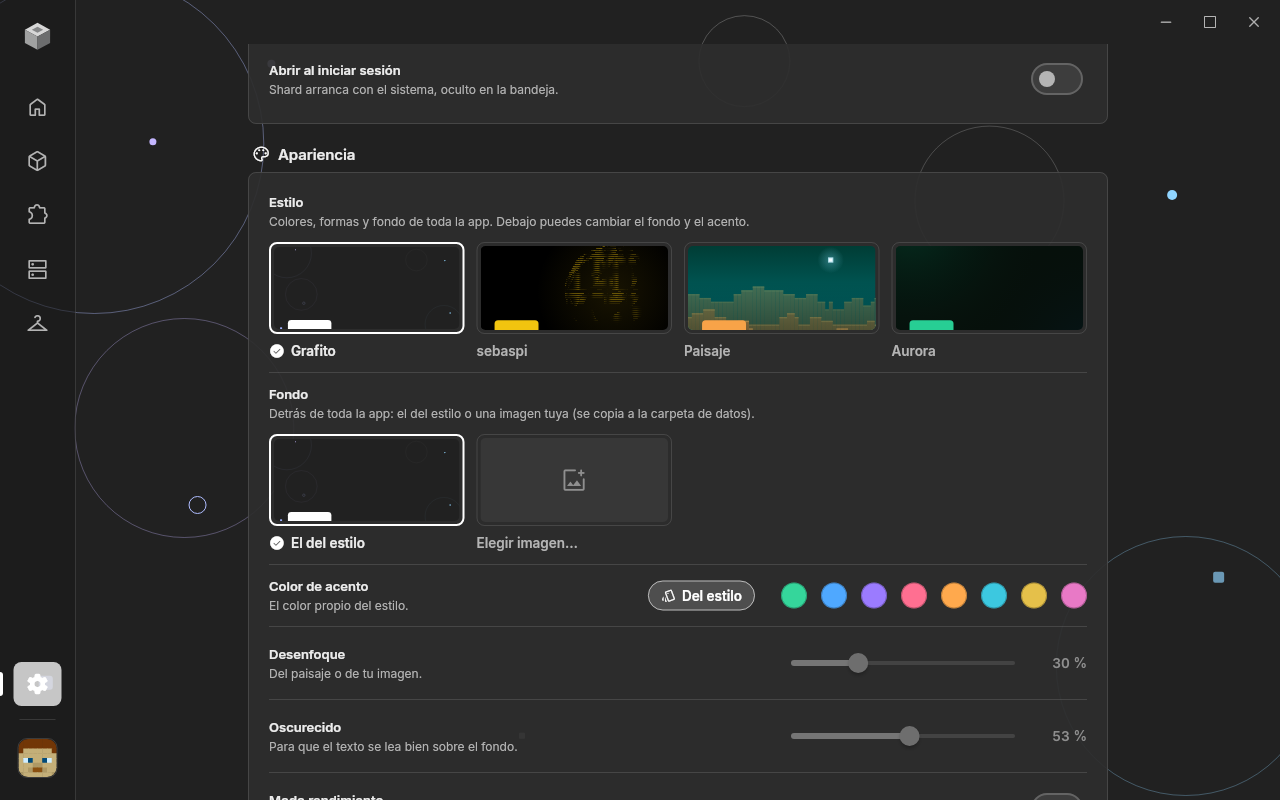 Abrir al iniciar sesión
Shard arranca con el sistema, oculto en la bandeja.
Apariencia
Estilo
Colores, formas y fondo de toda la app. Debajo puedes cambiar el fondo y el acento.
Grafito
sebaspi
Paisaje
Aurora
Fondo
Detrás de toda la app: el del estilo o una imagen tuya (se copia a la carpeta de datos).
El del estilo
Elegir imagen...
Color de acento
El color propio del estilo.
Del estilo
Desenfoque
Del paisaje o de tu imagen.
30 %
Oscurecido
Para que el texto se lea bien sobre el fondo.
53 %
Modo rendimiento